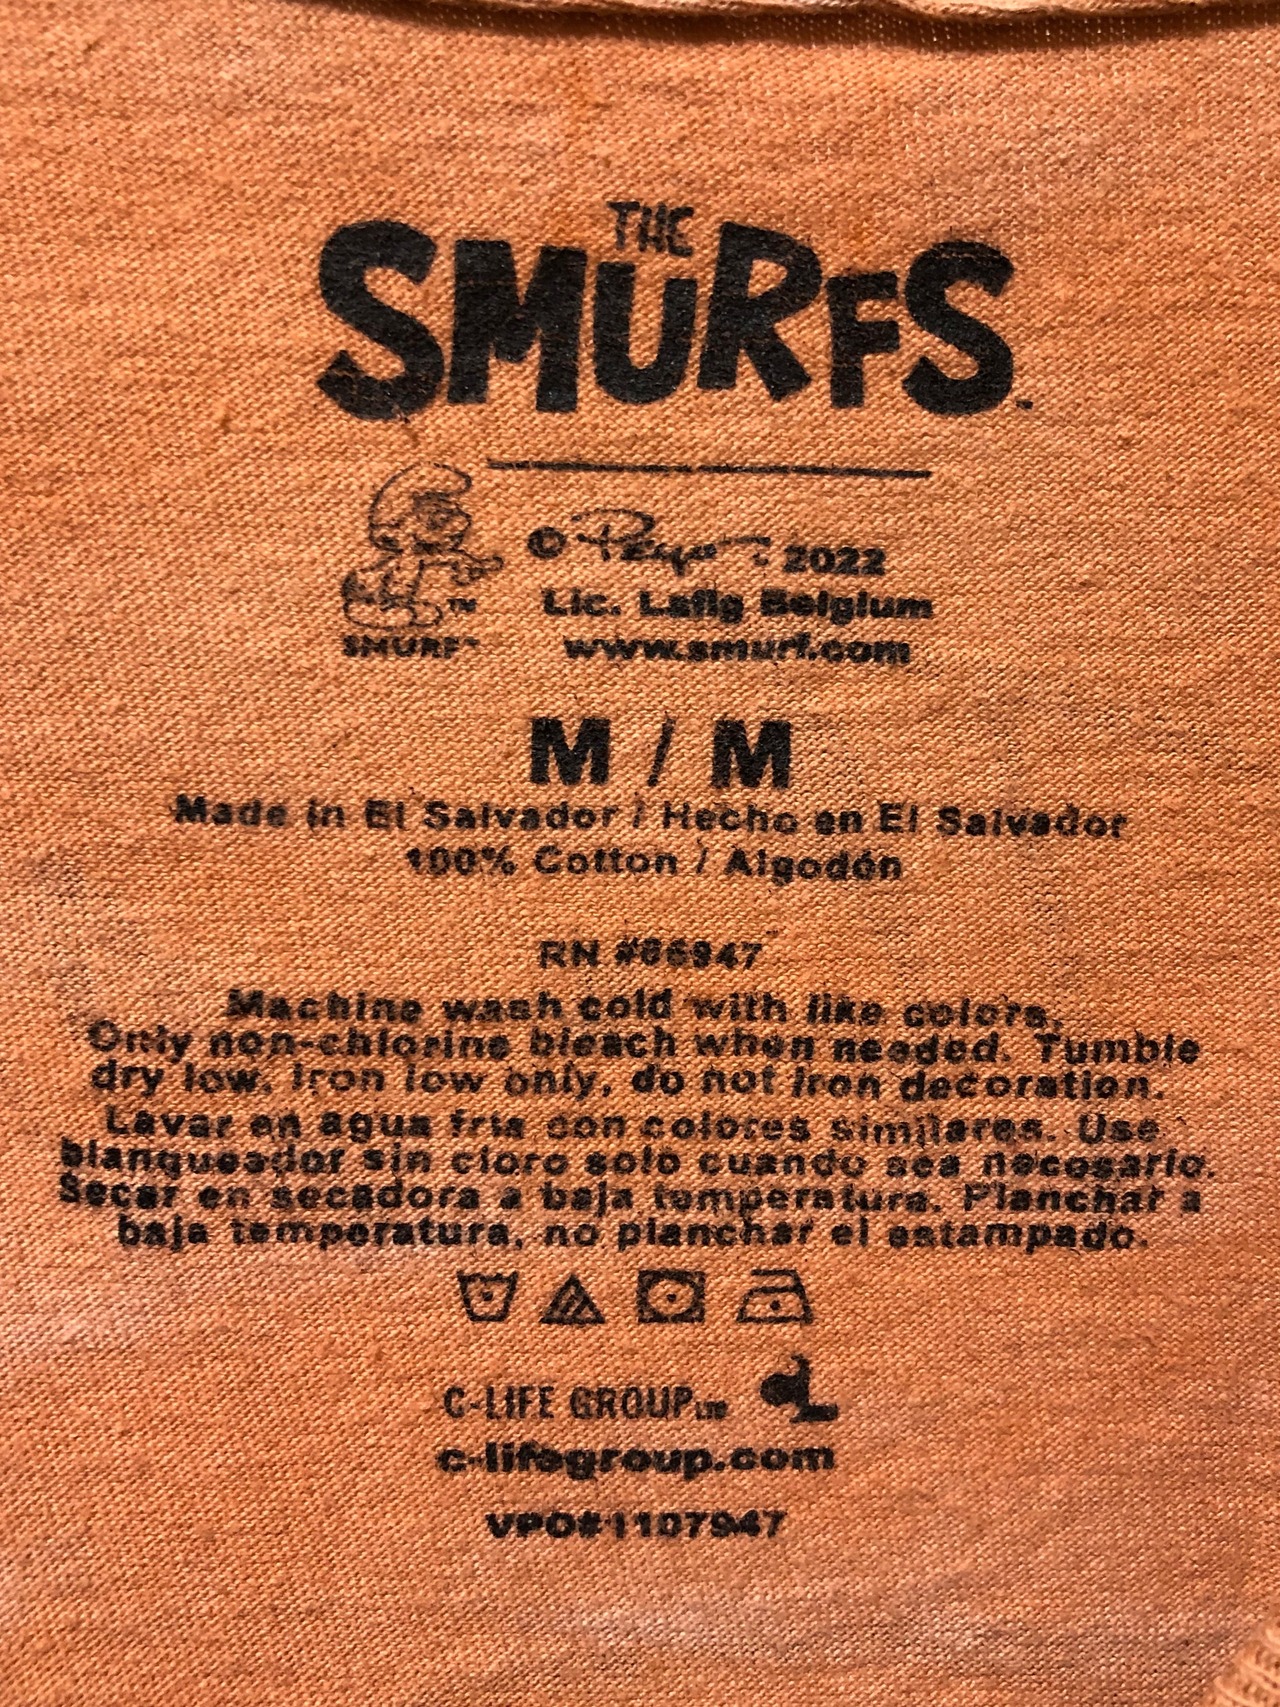 THE
SMURFS™
© Peyo 2022
Lic. Lafig Belgium
SMURF™ www.smurf.com
M / M
Made in El Salvador / Hecho en El Salvador
100% Cotton / Algodón
RN #86947
Machine wash cold with like colors.
Only non-chlorine bleach when needed. Tumble
dry low. Iron low only, do not iron decoration.
Lavar en agua fria con colores similares. Use
blanqueador sin cloro solo cuando sea necesario.
Secar en secadora a baja temperatura. Planchar a
baja temperatura, no planchar el estampado.
C-LIFE GROUP LTD
c-lifegroup.com
VPO#1107947